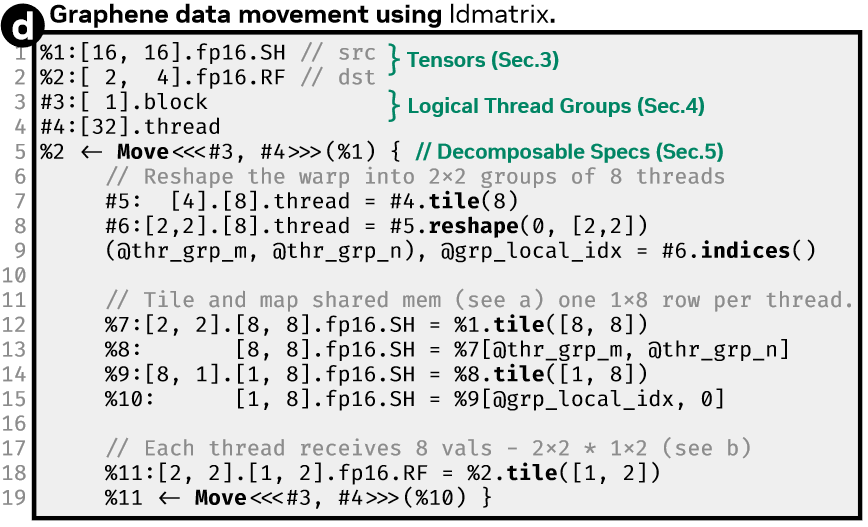 d Graphene data movement using ldmatrix.
1 %1:[16, 16].fp16.SH // src } Tensors (Sec.3)
2 %2:[ 2,  4].fp16.RF // dst
3 #3:[ 1].block } Logical Thread Groups (Sec.4)
4 #4:[32].thread
5 %2 <- Move<<<#3, #4>>>(%1) { // Decomposable Specs (Sec.5)
6     // Reshape the warp into 2×2 groups of 8 threads
7     #5:  [4].[8].thread = #4.tile(8)
8     #6:[2,2].[8].thread = #5.reshape(0, [2,2])
9     (@thr_grp_m, @thr_grp_n), @grp_local_idx = #6.indices()
10
11     // Tile and map shared mem (see a) one 1×8 row per thread.
12     %7:[2, 2].[8, 8].fp16.SH = %1.tile([8, 8])
13     %8:       [8, 8].fp16.SH = %7[@thr_grp_m, @thr_grp_n]
14     %9:[8, 1].[1, 8].fp16.SH = %8.tile([1, 8])
15     %10:      [1, 8].fp16.SH = %9[@grp_local_idx, 0]
16
17     // Each thread receives 8 vals – 2×2 * 1×2 (see b)
18     %11:[2, 2].[1, 2].fp16.RF = %2.tile([1, 2])
19     %11 <- Move<<<#3, #4>>>(%10) }